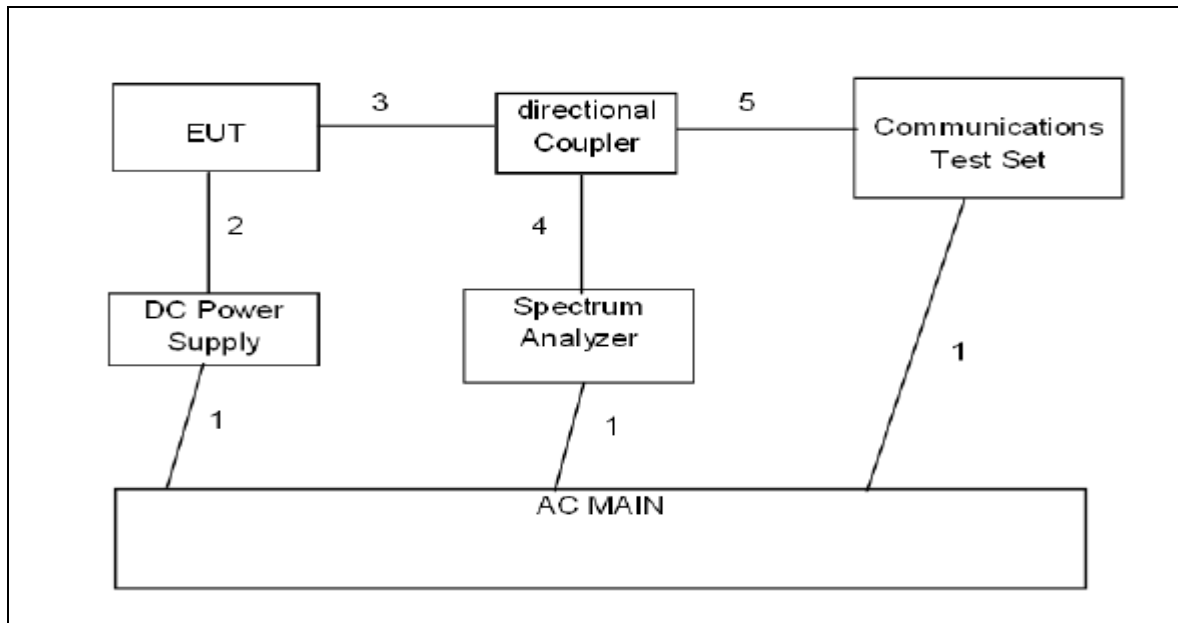 EUT
3
directional
Coupler
5
Communications
Test Set
2
4
DC Power
Supply
Spectrum
Analyzer
1
1
1
AC MAIN